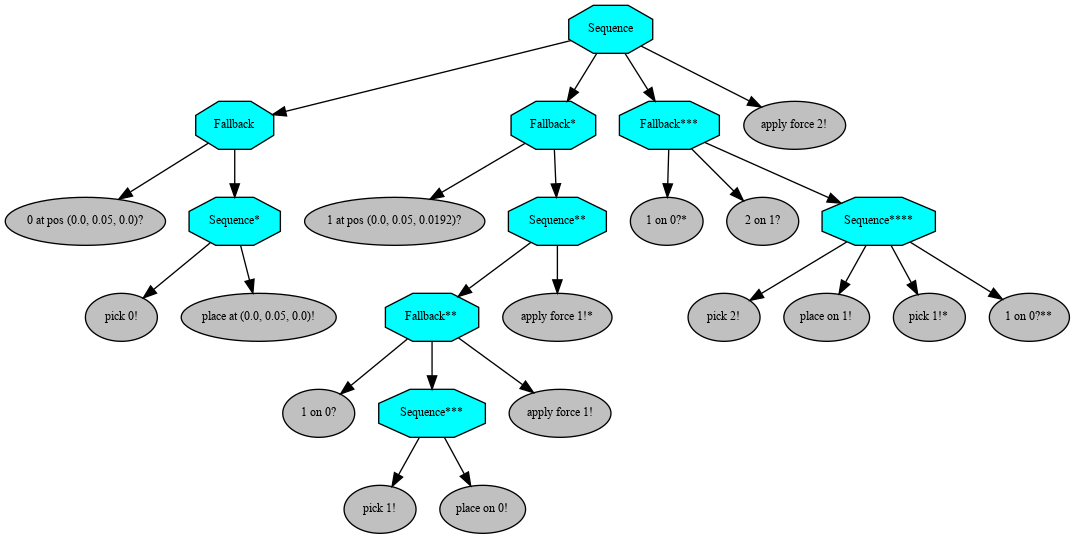 Sequence
Fallback
Fallback*
Fallback***
apply force 2!
0 at pos (0.0, 0.05, 0.0)?
Sequence*
1 at pos (0.0, 0.05, 0.0192)?
Sequence**
1 on 0?*
2 on 1?
Sequence****
pick 0!
place at (0.0, 0.05, 0.0)!
Fallback**
apply force 1!*
pick 2!
place on 1!
pick 1!*
1 on 0?**
1 on 0?
Sequence***
apply force 1!
pick 1!
place on 0!